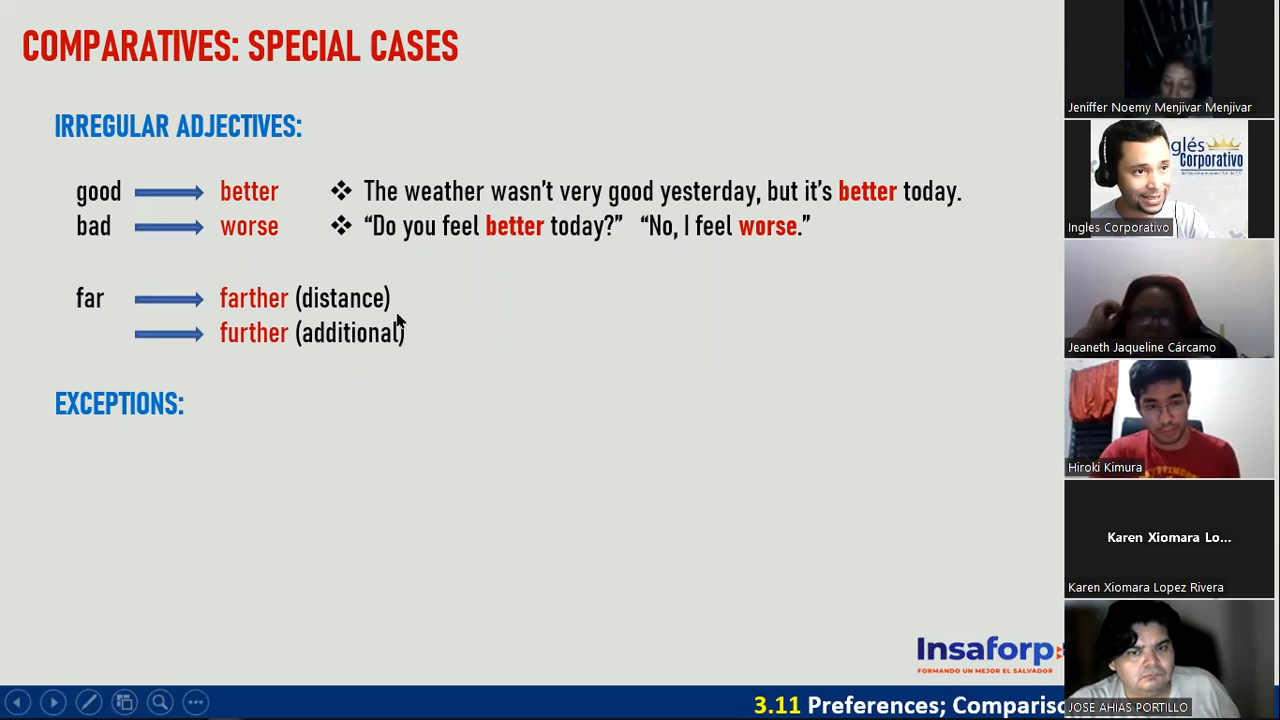 COMPARATIVES: SPECIAL CASES
IRREGULAR ADJECTIVES:
good better ❖ The weather wasn't very good yesterday, but it's better today.
bad worse ❖ “Do you feel better today?” “No, I feel worse.”
far farther (distance)
further (additional)
EXCEPTIONS:
Insaforp
FORMANDO UN MEJOR EL SALVADOR
3.11 Preferences; Comparis
Jeniffer Noemy Menjivar Menjivar
glés
Corporativo
Ingles Corporativo
Jeaneth Jaqueline Cárcamo
Hiroki Kimura
Karen Xiomara Lo...
Karen Xiomara Lopez Rivera
JOSE AHIAS PORTILLO